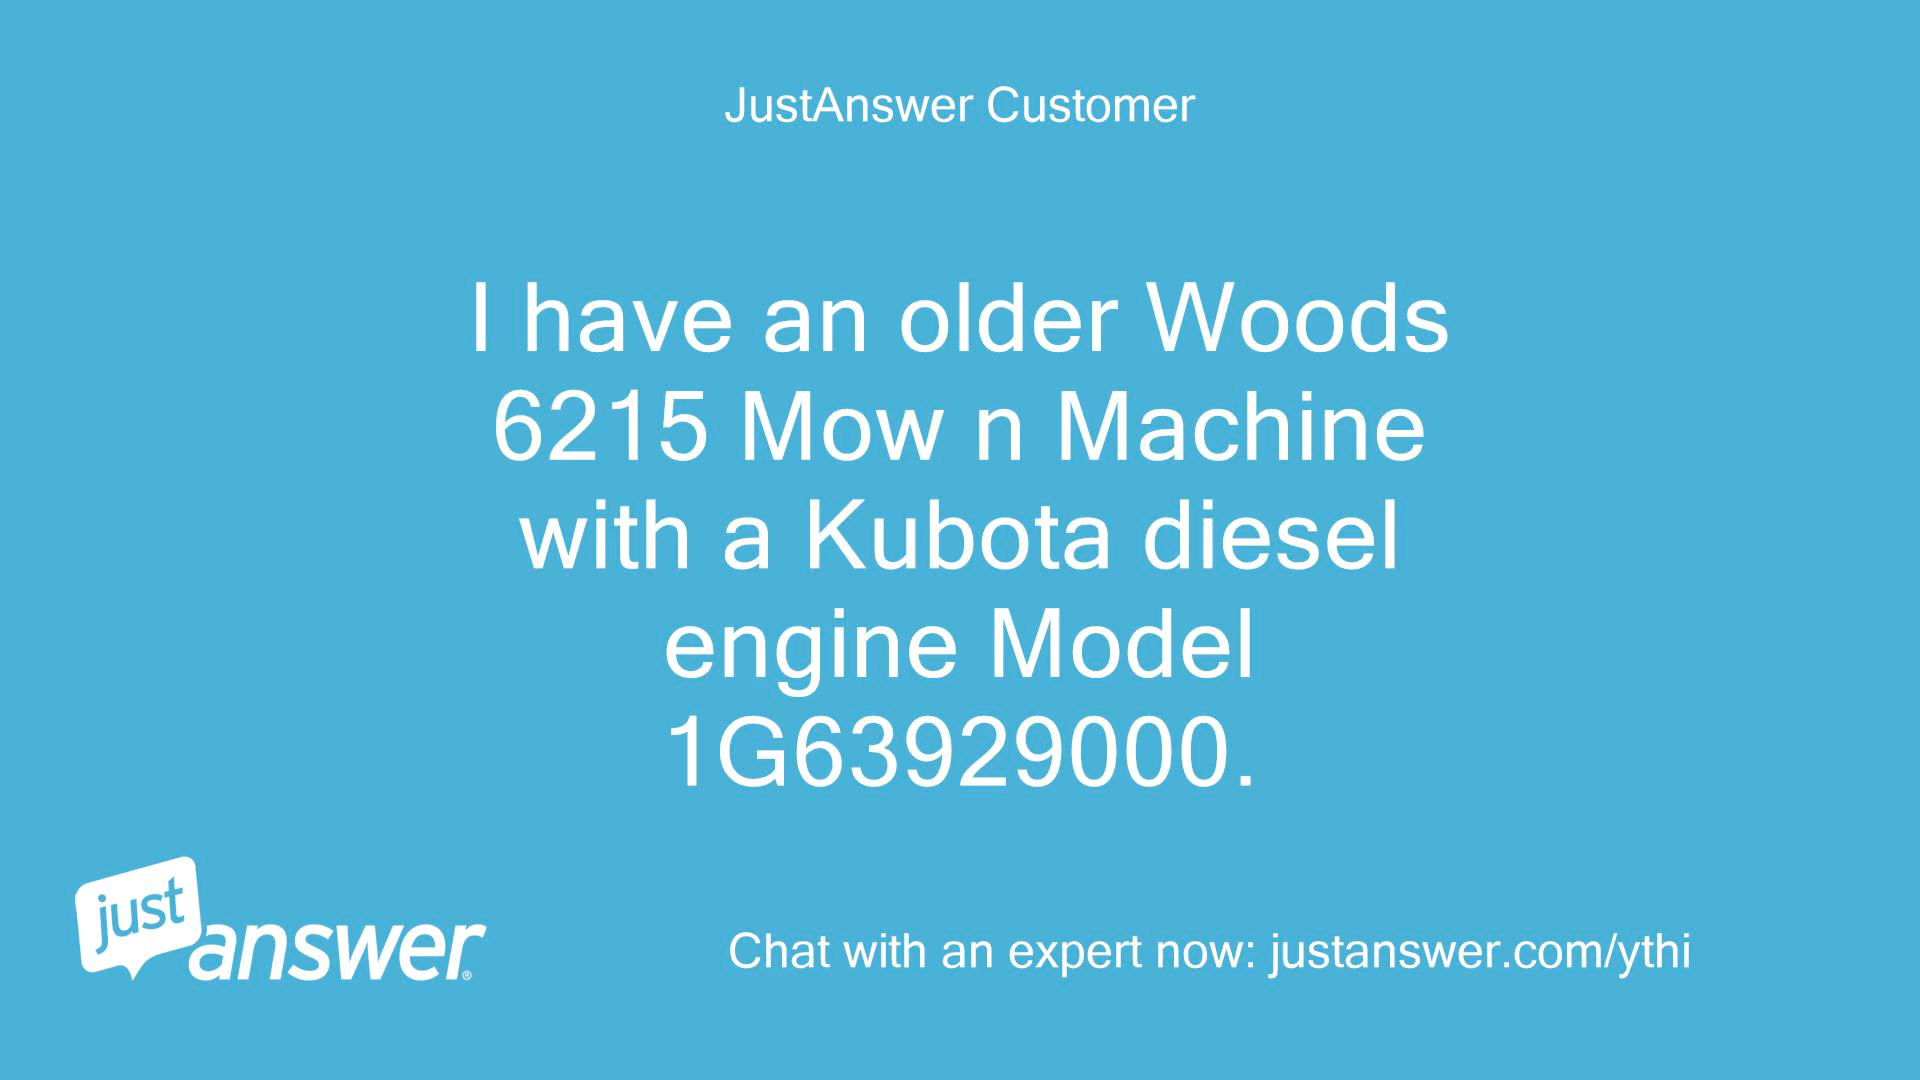 JustAnswer Customer
I have an older Woods
6215 Mow n Machine
with a Kubota diesel
engine Model
1G63929000.
just
answer®
Chat with an expert now: justanswer.com/ythi